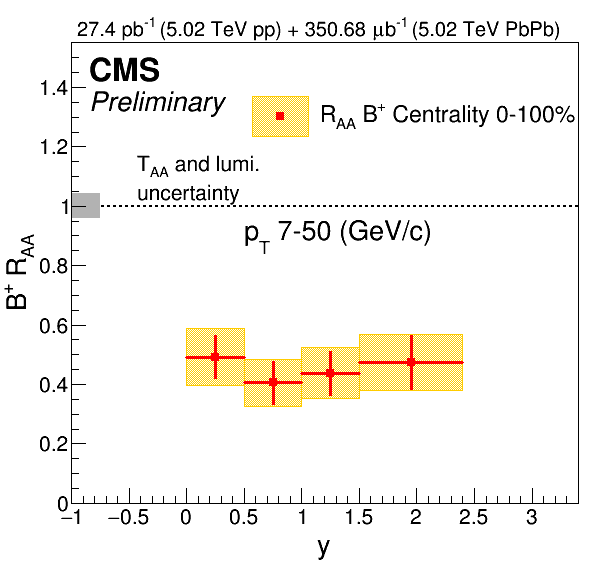 27.4 pb⁻¹ (5.02 TeV pp) + 350.68 μb⁻¹ (5.02 TeV PbPb)
CMS
Preliminary
R_AA B⁺ Centrality 0-100%
T_AA and lumi.
uncertainty
p_T 7-50 (GeV/c)
B⁺ R_AA
1.4
1.2
1
0.8
0.6
0.4
0.2
0
−1 −0.5 0 0.5 1 1.5 2 2.5 3
y